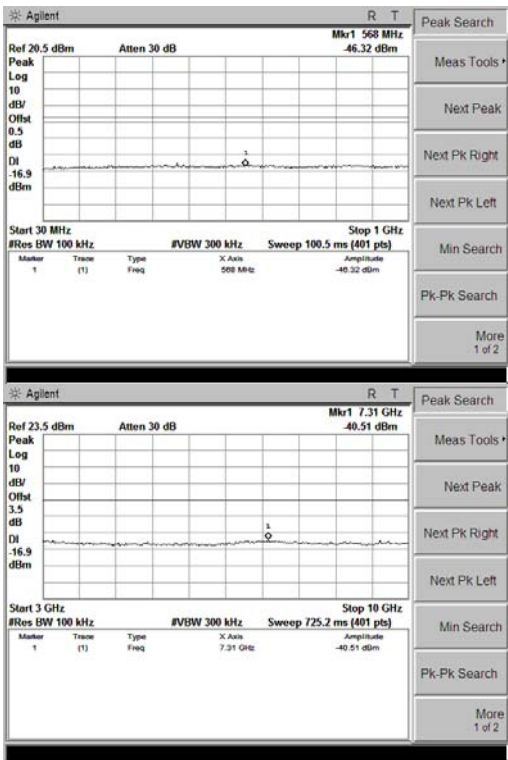 Agilent R T
Mkr1 568 MHz
Ref 20.5 dBm Atten 30 dB -46.32 dBm
Peak
Log
10
dB/
Offst
0.5
dB
DI
-16.9
dBm
1
Start 30 MHz Stop 1 GHz
#Res BW 100 kHz #VBW 300 kHz Sweep 100.5 ms (401 pts)
Marker Trace Type X Axis Amplitude
1 (1) Freq 568 MHz -46.32 dBm
Peak Search
Meas Tools
Next Peak
Next Pk Right
Next Pk Left
Min Search
Pk-Pk Search
More
1 of 2
Agilent R T
Mkr1 7.31 GHz
Ref 23.5 dBm Atten 30 dB -40.51 dBm
Peak
Log
10
dB/
Offst
3.5
dB
DI
-16.9
dBm
1
Start 3 GHz Stop 10 GHz
#Res BW 100 kHz #VBW 300 kHz Sweep 725.2 ms (401 pts)
Marker Trace Type X Axis Amplitude
1 (1) Freq 7.31 GHz -40.51 dBm
Peak Search
Meas Tools
Next Peak
Next Pk Right
Next Pk Left
Min Search
Pk-Pk Search
More
1 of 2